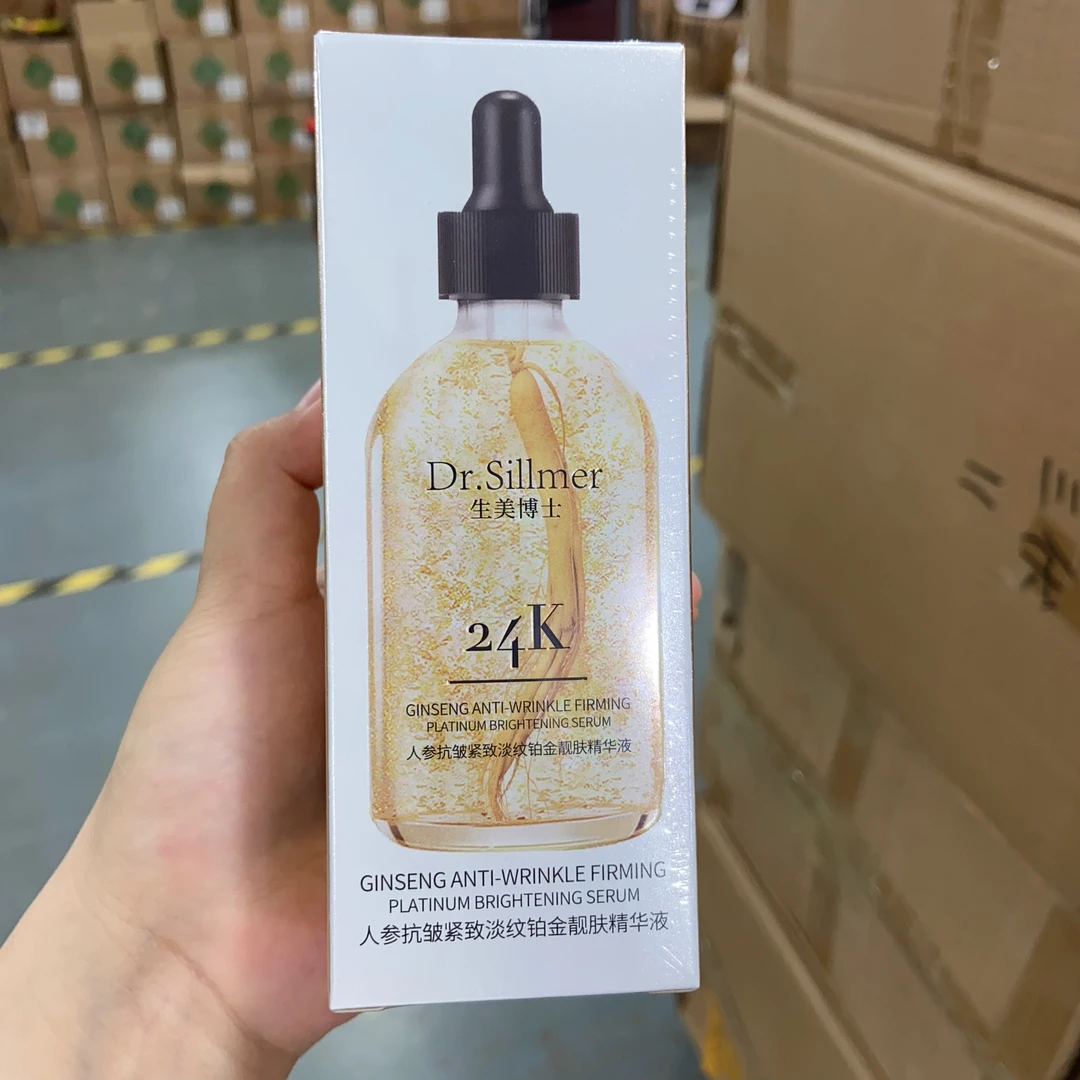 Dr.Sillmer
生美博士
24K
GINSENG ANTI-WRINKLE FIRMING
PLATINUM BRIGHTENING SERUM
人参抗皱紧致淡纹铂金靓肤精华液
GINSENG ANTI-WRINKLE FIRMING
PLATINUM BRIGHTENING SERUM
人参抗皱紧致淡纹铂金靓肤精华液